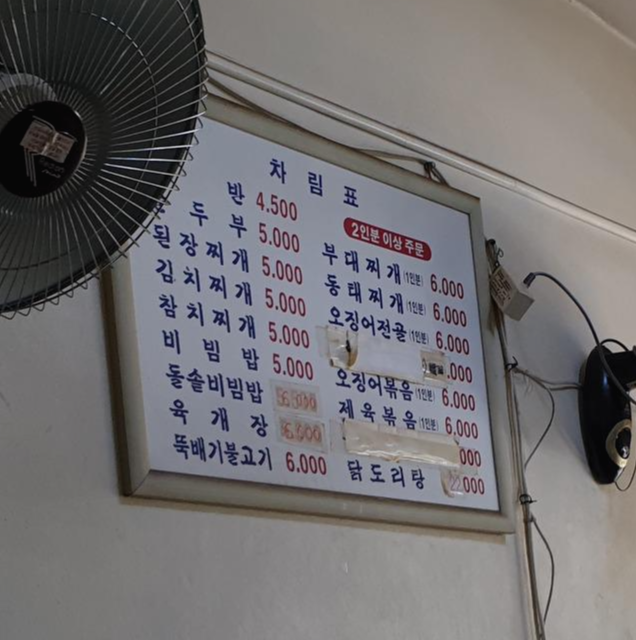 차림표
반 4.500
두부 5.000
된장찌개 5.000
김치찌개 5.000
참치찌개 5.000
비빔밥 5.000
돌솥비빔밥
육개장
뚝배기불고기 6.000
2인분 이상 주문
부대찌개(1인분) 6.000
동태찌개(1인분) 6.000
오징어전골(1인분) 6.000
.000
오징어볶음(1인분) 6.000
제육볶음(1인분) 6.000
000
닭도리탕 000